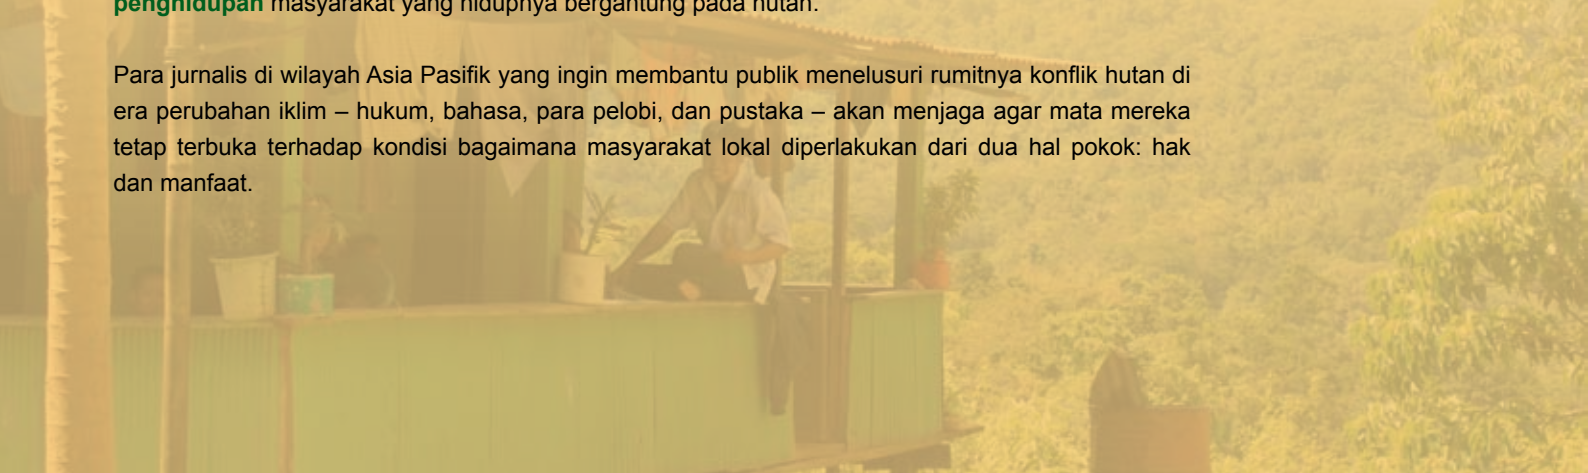 penghidupan masyarakat yang hidupnya bergantung pada hutan.
Para jurnalis di wilayah Asia Pasifik yang ingin membantu publik menelusuri rumitnya konflik hutan di
era perubahan iklim – hukum, bahasa, para pelobi, dan pustaka – akan menjaga agar mata mereka
tetap terbuka terhadap kondisi bagaimana masyarakat lokal diperlakukan dari dua hal pokok: hak
dan manfaat.